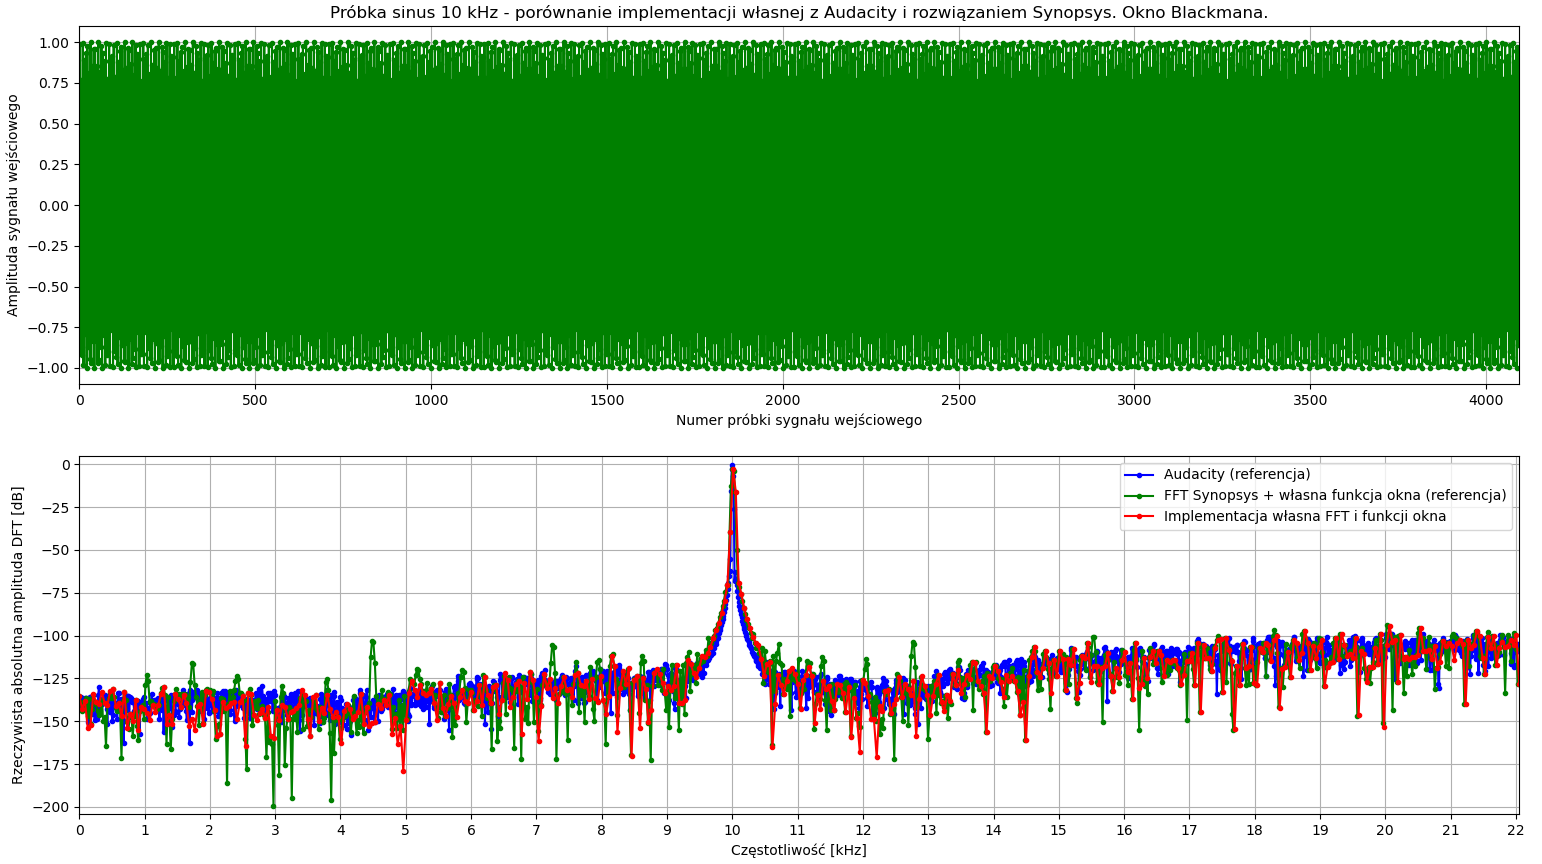 Próbka sinus 10 kHz - porównanie implementacji własnej z Audacity i rozwiązaniem Synopsys. Okno Blackmana.
Amplituda sygnału wejściowego
1.00
0.75
0.50
0.25
0.00
−0.25
−0.50
−0.75
−1.00
0 500 1000 1500 2000 2500 3000 3500 4000
Numer próbki sygnału wejściowego
Rzeczywista absolutna amplituda DFT [dB]
0
−25
−50
−75
−100
−125
−150
−175
−200
Audacity (referencja)
FFT Synopsys + własna funkcja okna (referencja)
Implementacja własna FFT i funkcji okna
0 1 2 3 4 5 6 7 8 9 10 11 12 13 14 15 16 17 18 19 20 21 22
Częstotliwość [kHz]